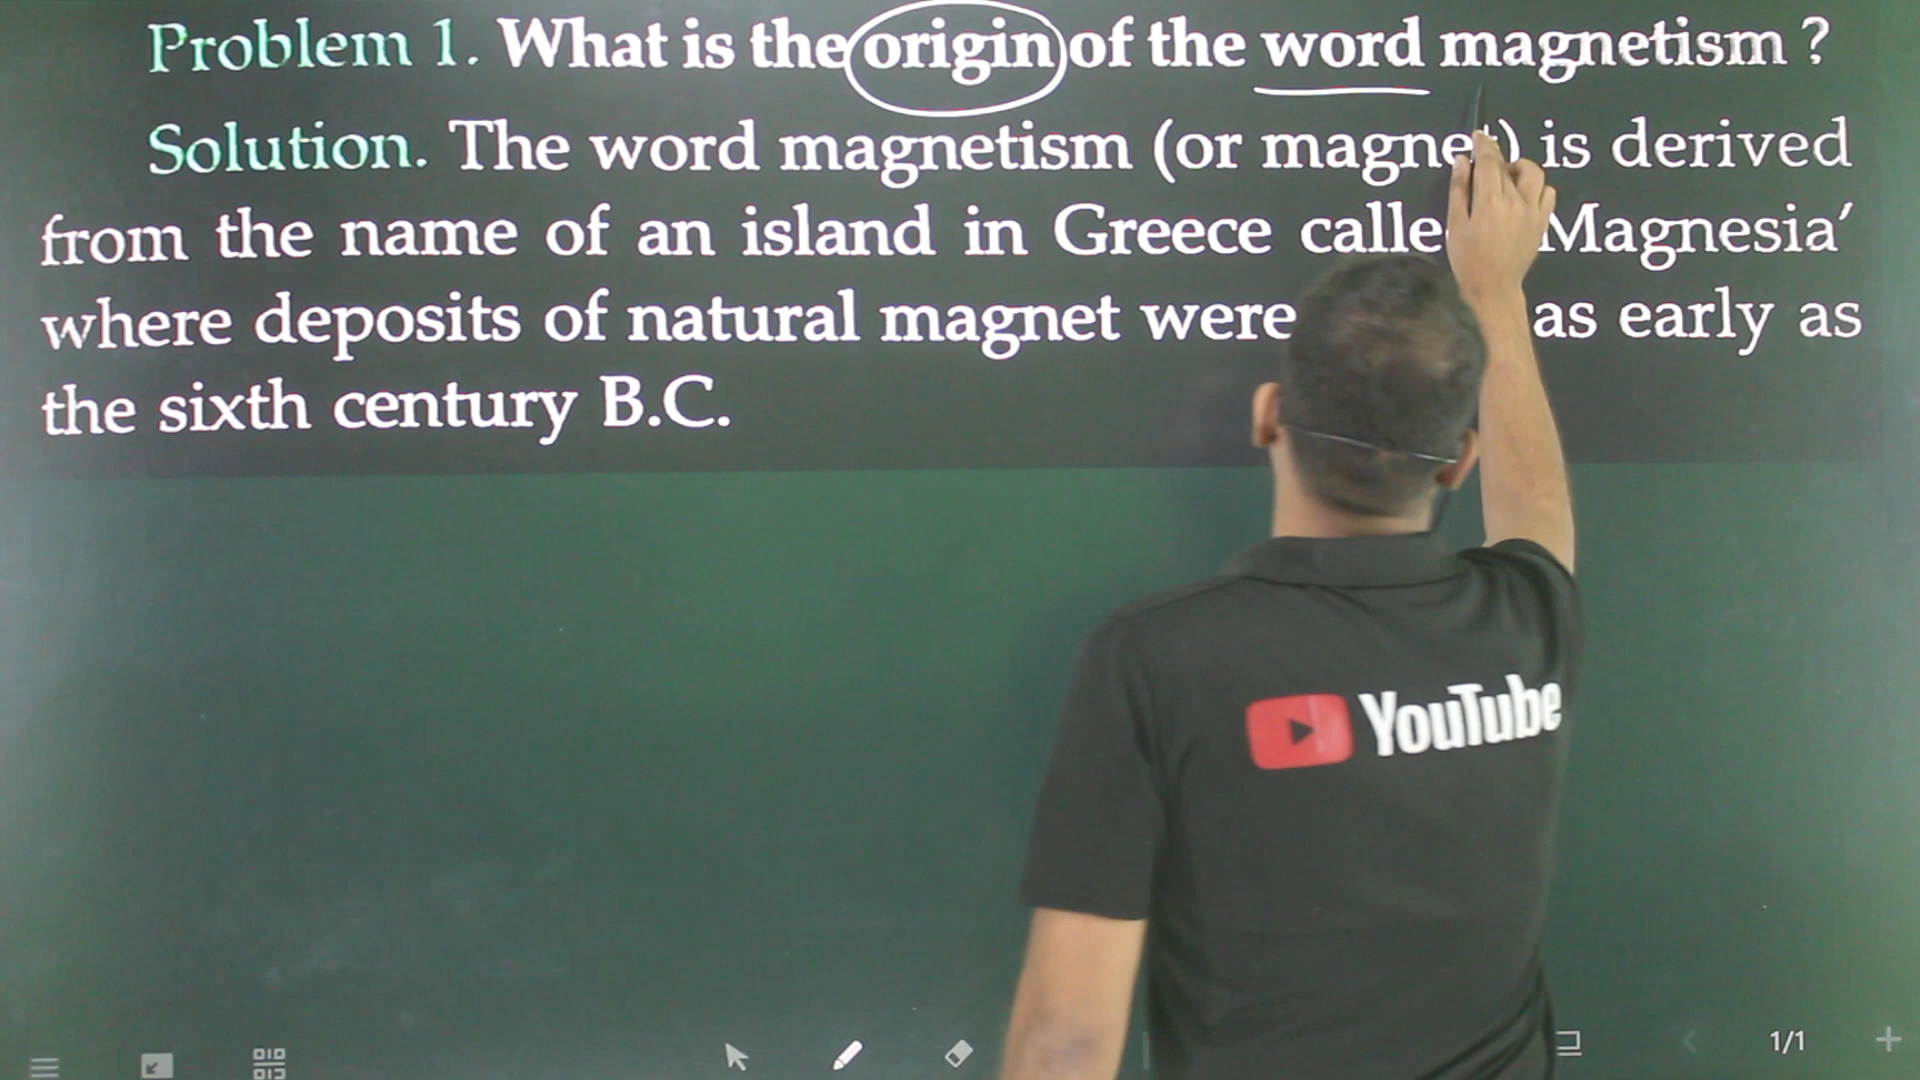 Problem 1. What is the origin of the word magnetism ?
Solution. The word magnetism (or magnet) is derived
from the name of an island in Greece Magnesia'
where deposits of natural magnet were as early as
the sixth century B.C.
YouTube
1/1